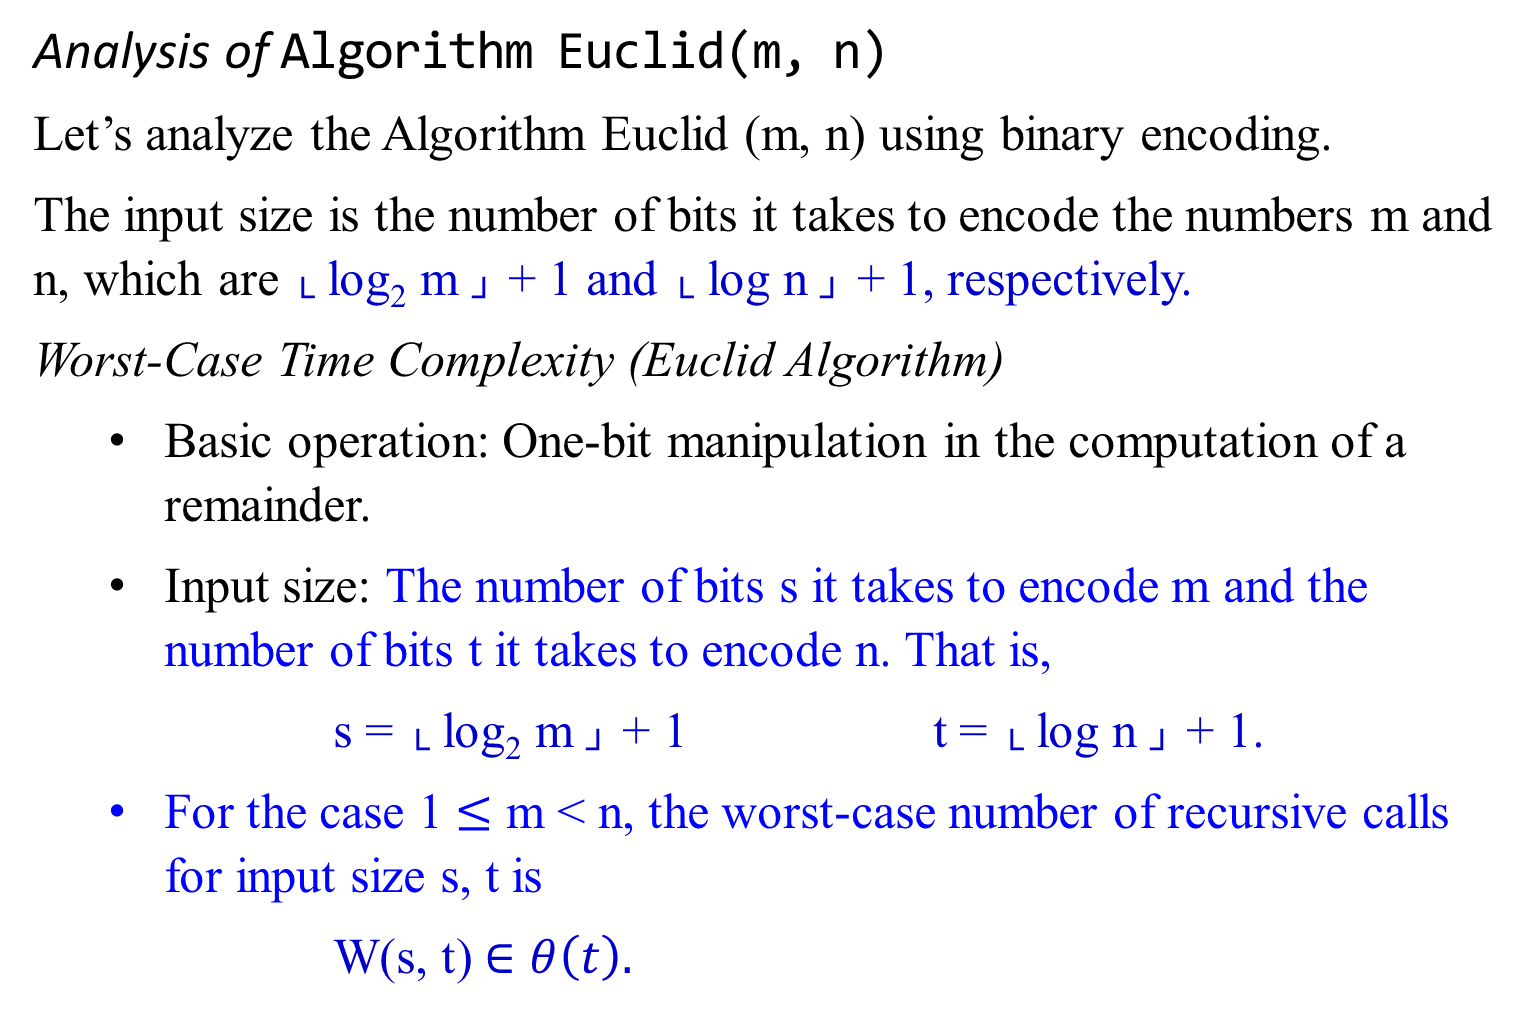 Analysis of Algorithm Euclid(m, n)
Let’s analyze the Algorithm Euclid (m, n) using binary encoding.
The input size is the number of bits it takes to encode the numbers m and
n, which are ⌞ log₂ m ⌟ + 1 and ⌞ log n ⌟ + 1, respectively.
Worst-Case Time Complexity (Euclid Algorithm)
• Basic operation: One-bit manipulation in the computation of a
remainder.
• Input size: The number of bits s it takes to encode m and the
number of bits t it takes to encode n. That is,
s = ⌞ log₂ m ⌟ + 1 t = ⌞ log n ⌟ + 1.
• For the case 1 ≤ m < n, the worst-case number of recursive calls
for input size s, t is
W(s, t) ∈ θ(t).